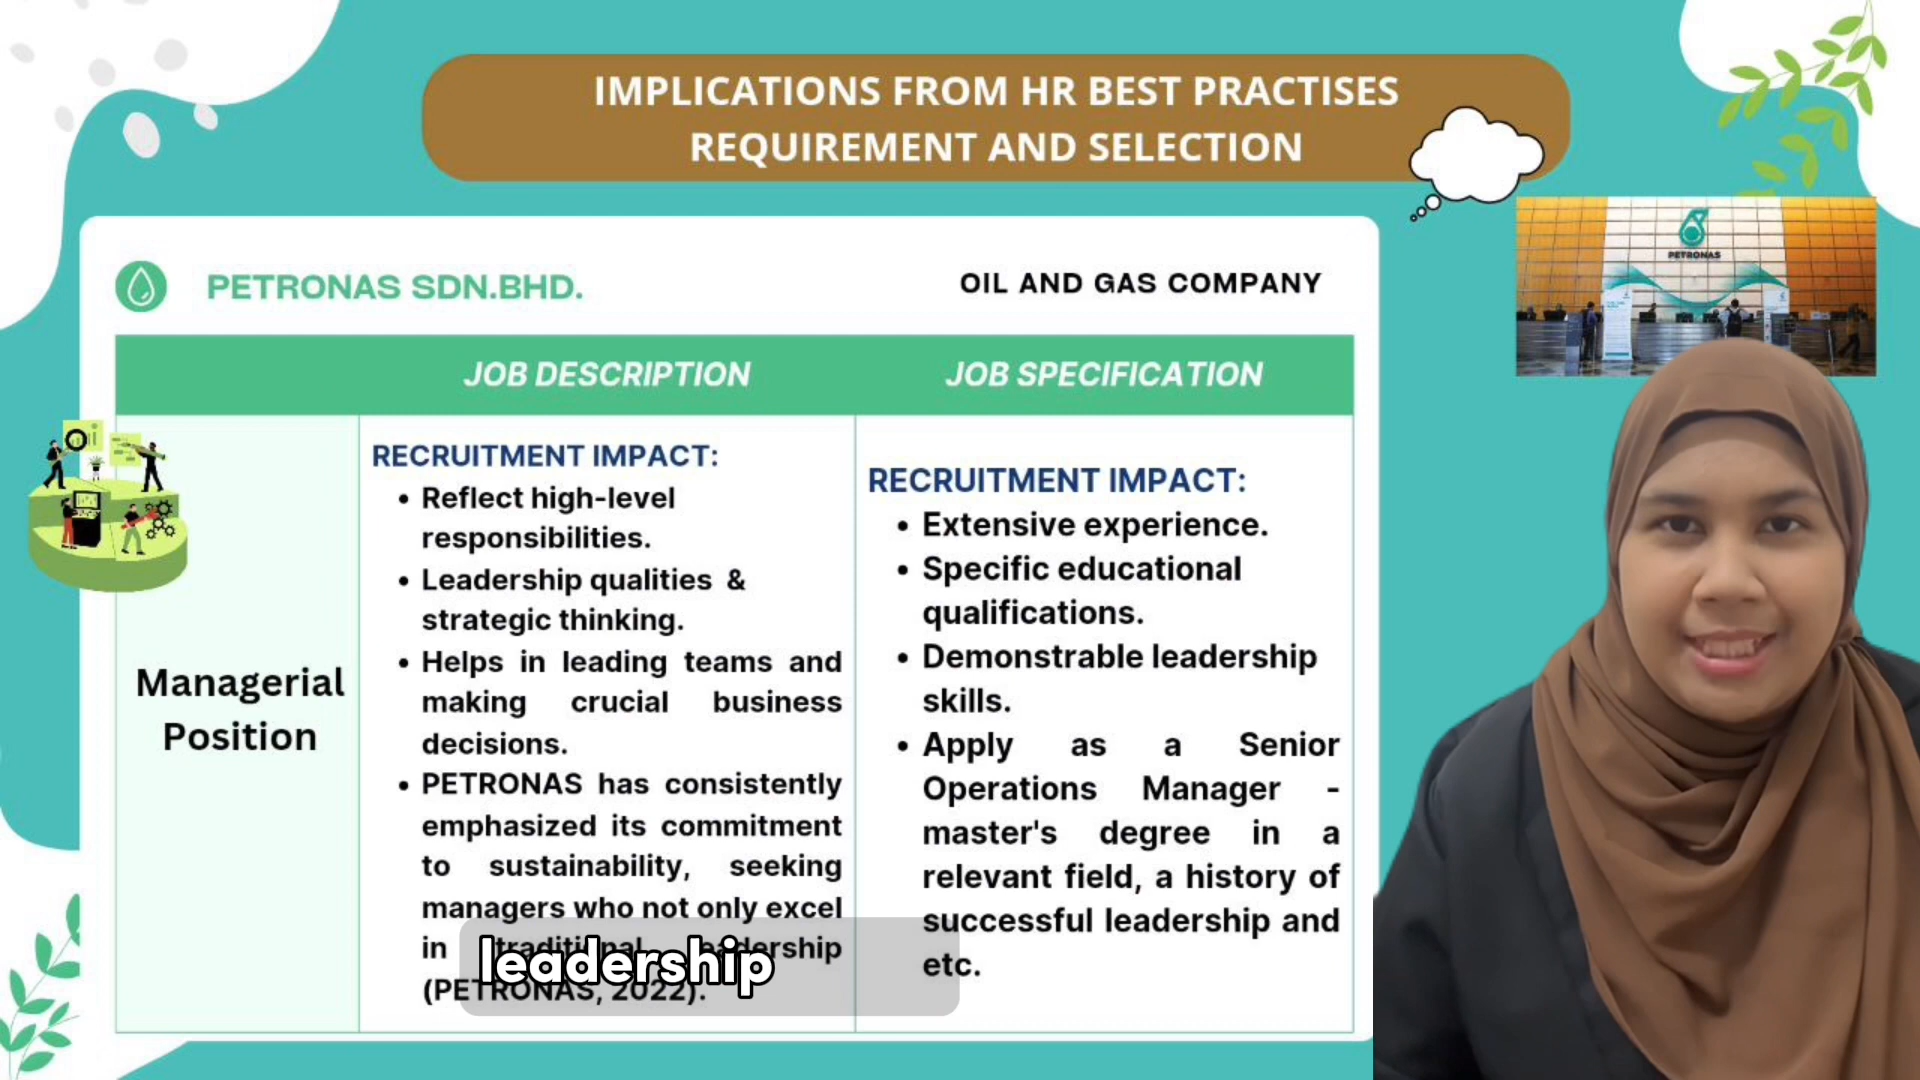 IMPLICATIONS FROM HR BEST PRACTISES
REQUIREMENT AND SELECTION
PETRONAS
PETRONAS SDN.BHD.
OIL AND GAS COMPANY
JOB DESCRIPTION
JOB SPECIFICATION
Managerial
Position
RECRUITMENT IMPACT:
• Reflect high-level
responsibilities.
• Leadership qualities &
strategic thinking.
• Helps in leading teams and
making crucial business
decisions.
• PETRONAS has consistently
emphasized its commitment
to sustainability, seeking
managers who not only excel
in traditional leadership
(PETRONAS, 2022).
RECRUITMENT IMPACT:
• Extensive experience.
• Specific educational
qualifications.
• Demonstrable leadership
skills.
• Apply as a Senior
Operations Manager -
master's degree in a
relevant field, a history of
successful leadership and
etc.
leadership